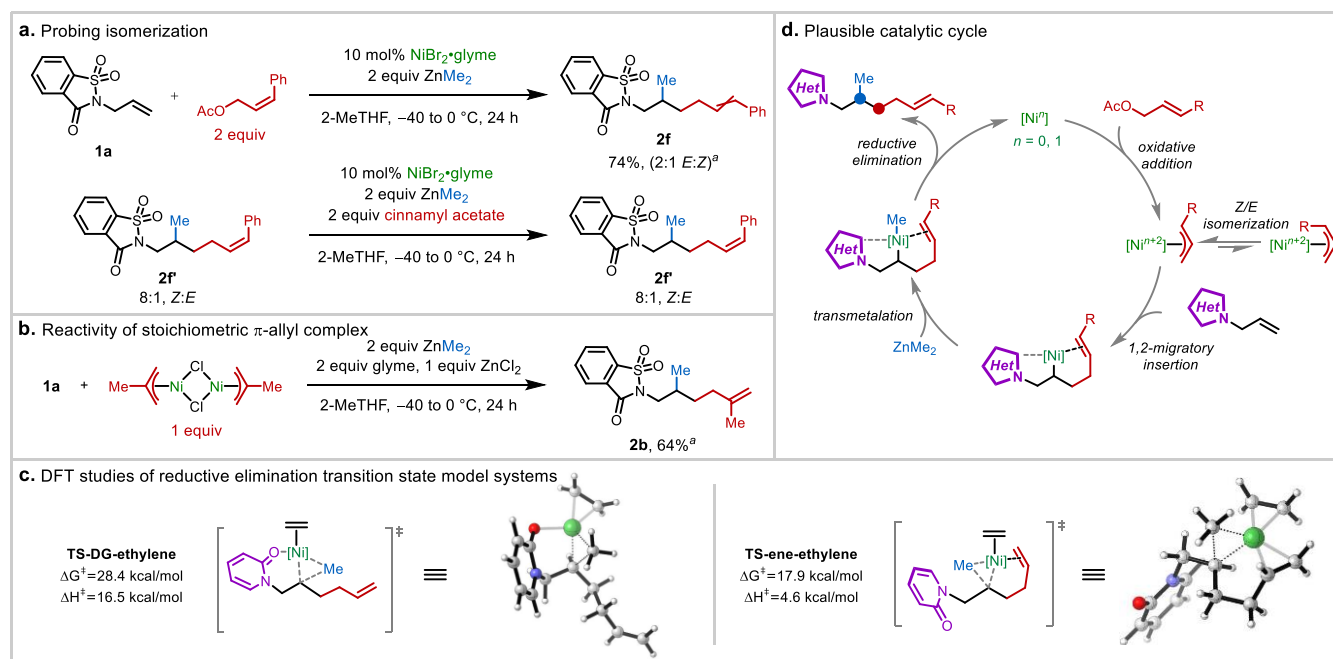 a. Probing isomerization
10 mol% NiBr₂•glyme
2 equiv ZnMe₂
2-MeTHF, –40 to 0 °C, 24 h
O
S
O
N
O
1a
+
AcO
Ph
2 equiv
O
S
O
N
O
Me
Ph
2f
74%, (2:1 E:Z)ᵃ
10 mol% NiBr₂•glyme
2 equiv ZnMe₂
2 equiv cinnamyl acetate
2-MeTHF, –40 to 0 °C, 24 h
O
S
O
N
O
Me
Ph
2f'
8:1, Z:E
O
S
O
N
O
Me
Ph
2f'
8:1, Z:E
b. Reactivity of stoichiometric π-allyl complex
1a + Me Ni Cl Cl Ni Me
1 equiv
2 equiv ZnMe₂
2 equiv glyme, 1 equiv ZnCl₂
2-MeTHF, –40 to 0 °C, 24 h
O
S
O
N
O
Me
Me
2b, 64%ᵃ
c. DFT studies of reductive elimination transition state model systems
TS-DG-ethylene
ΔG‡=28.4 kcal/mol
ΔH‡=16.5 kcal/mol
‡
O [Ni]
N
Me
TS-ene-ethylene
ΔG‡=17.9 kcal/mol
ΔH‡=4.6 kcal/mol
‡
Me [Ni]
N
O
d. Plausible catalytic cycle
Het
N
Me
R
reductive
elimination
[Niⁿ]
n = 0, 1
AcO
R
oxidative
addition
Z/E
isomerization
R
[Niⁿ⁺²]
R
[Niⁿ⁺²]
Het
N
1,2-migratory
insertion
R
Het
N
[Ni]
ZnMe₂
transmetalation
Me
R
Het
N
[Ni]